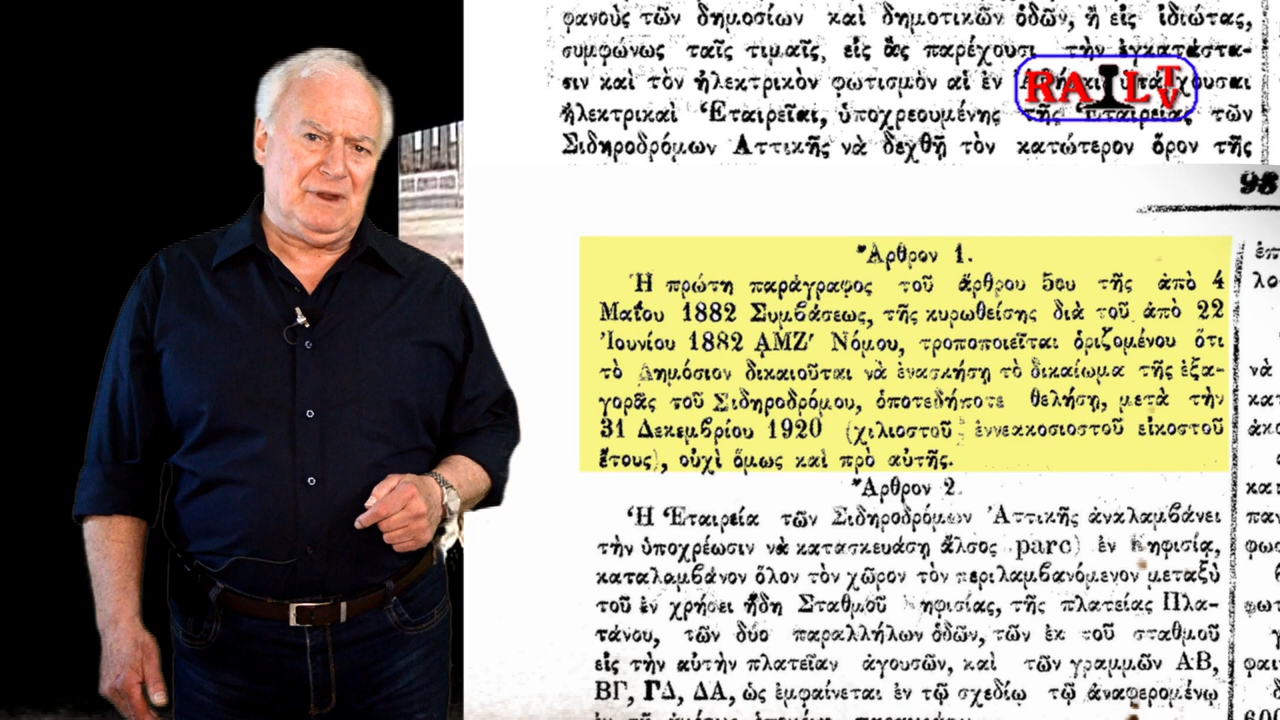 φανοὺς τῶν δημοσίων καὶ δημοτικῶν ὁδῶν, ἢ εἰς ἰδιώτας,
συμφώνως ταῖς τιμαῖς, εἰς ἃς παρέχουσι τὴν ἐγκατάστα-
σιν καὶ τὸν ἠλεκτρικὸν φωτισμὸν αἱ ἐν
RAIL TV
ἠλεκτρικαὶ Ἑταιρεῖαι, ὑποχρεουμένης τῆς Ἑταιρείας τῶν
Σιδηροδρόμων Ἀττικῆς νὰ δεχθῇ τὸν κατώτερον ὅρον τῆς
98
Ἄρθρον 1.
Ἡ πρώτη παράγραφος τοῦ ἄρθρου 5ου τῆς ἀπὸ 4
Μαΐου 1882 Συμβάσεως, τῆς κυρωθείσης διὰ τοῦ ἀπὸ 22
Ἰουνίου 1882 ΑΜΖʹ Νόμου, τροποποιεῖται ὁριζομένου ὅτι
τὸ Δημόσιον δικαιοῦται νὰ ἐνασκήσῃ τὸ δικαίωμα τῆς ἐξα-
γορᾶς τοῦ Σιδηροδρόμου, ὁποτεδήποτε θελήσῃ, μετὰ τὴν
31 Δεκεμβρίου 1920 (χιλιοστοῦ ἐννεακοσιοστοῦ εἰκοστοῦ
ἔτους), οὐχὶ ὅμως καὶ πρὸ αὐτῆς.
Ἄρθρον 2.
Ἡ Ἑταιρεία τῶν Σιδηροδρόμων Ἀττικῆς ἀναλαμβάνει
τὴν ὑποχρέωσιν νὰ κατασκευάσῃ ἄλσος parc) ἐν Κηφισίᾳ,
καταλαμβάνον ὅλον τὸν χῶρον τὸν περιλαμβανόμενον μεταξὺ
τοῦ ἐν χρήσει ἤδη Σταθμοῦ Κηφισίας, τῆς πλατείας Πλα-
τάνου, τῶν δύο παραλλήλων ὁδῶν, τῶν ἐκ τοῦ σταθμοῦ
εἰς τὴν αὐτὴν πλατεῖαν ἀγουσῶν, καὶ τῶν γραμμῶν ΑΒ,
ΒΓ, ΓΔ, ΔΑ, ὡς ἐμφαίνεται ἐν τῷ σχεδίῳ τῷ ἀναφερομένῳ